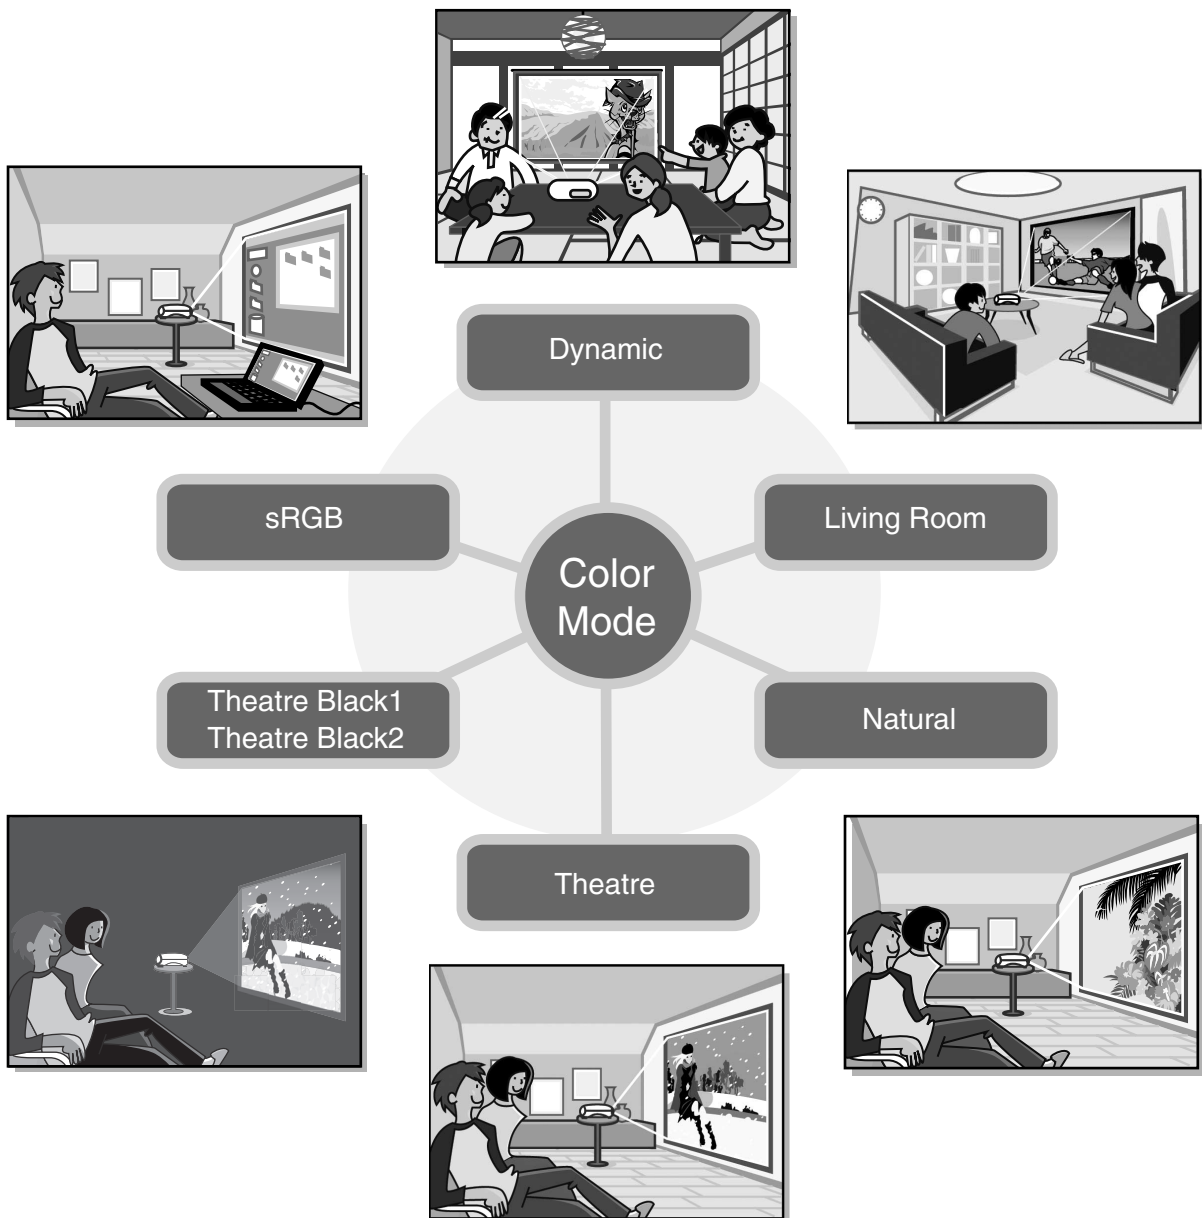 Dynamic
sRGB
Living Room
Color
Mode
Theatre Black1
Theatre Black2
Natural
Theatre